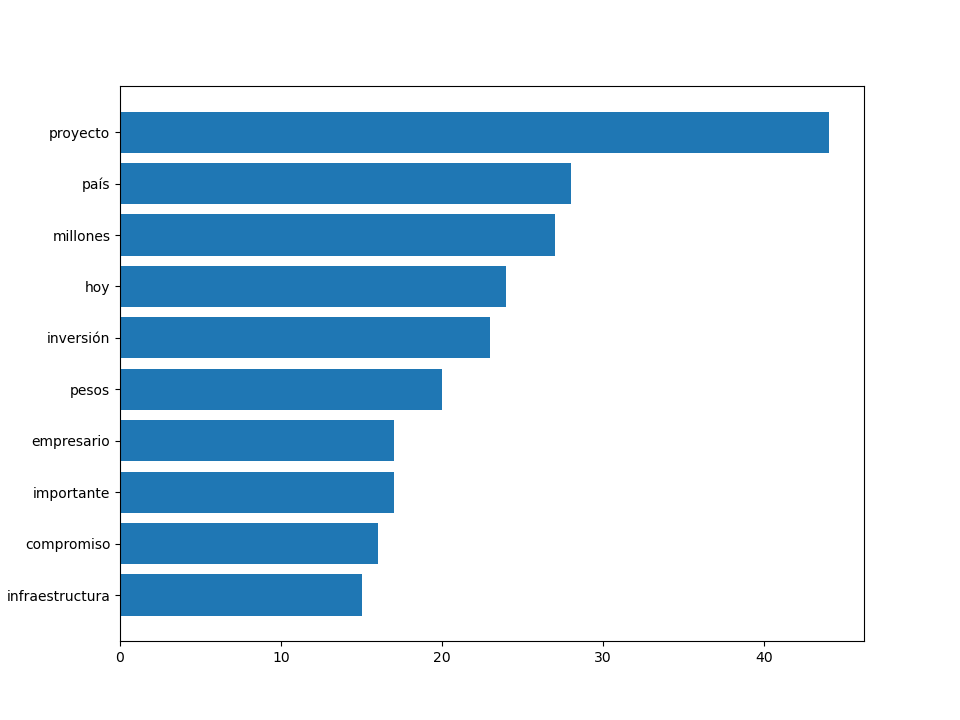 proyecto
país
millones
hoy
inversión
pesos
empresario
importante
compromiso
infraestructura
0 10 20 30 40